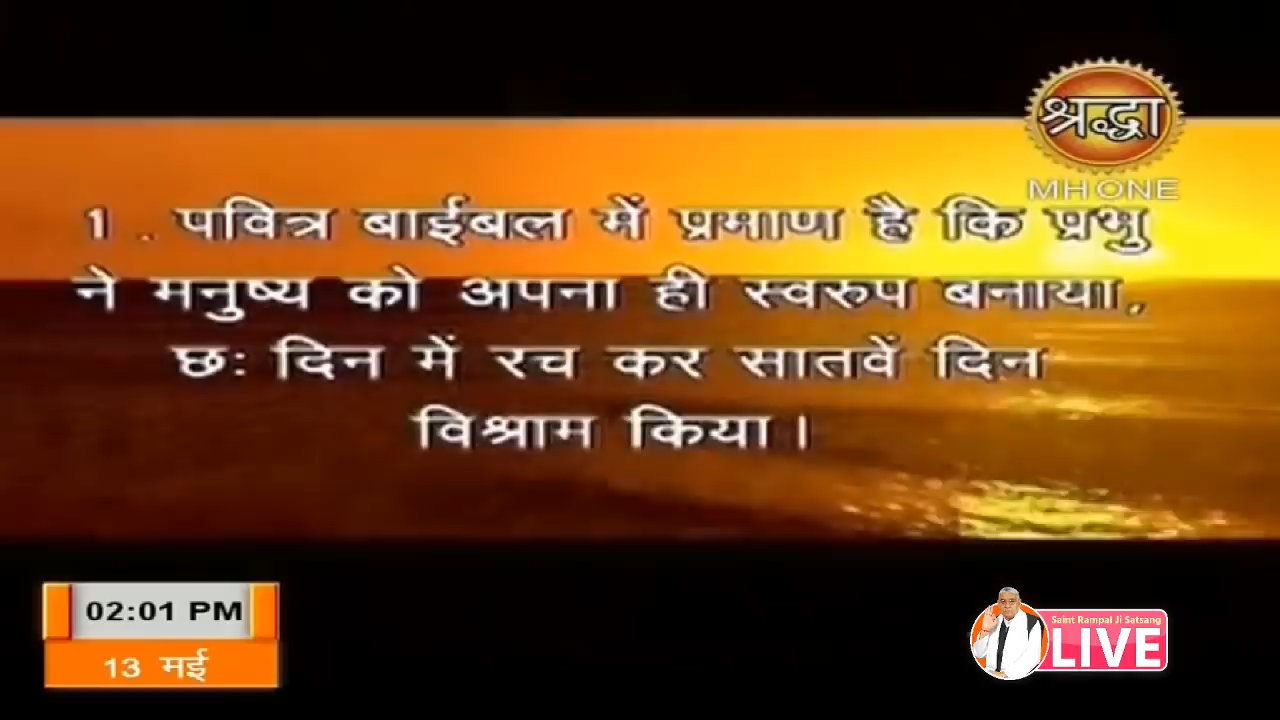 श्रद्धा
MH ONE
1 . पवित्र बाईबल में प्रमाण है कि प्रभु
ने मनुष्य को अपना ही स्वरुप बनाया,
छः दिन में रच कर सातवें दिन
विश्राम किया।
02:01 PM
13 मई
Saint Rampal Ji Satsang
LIVE